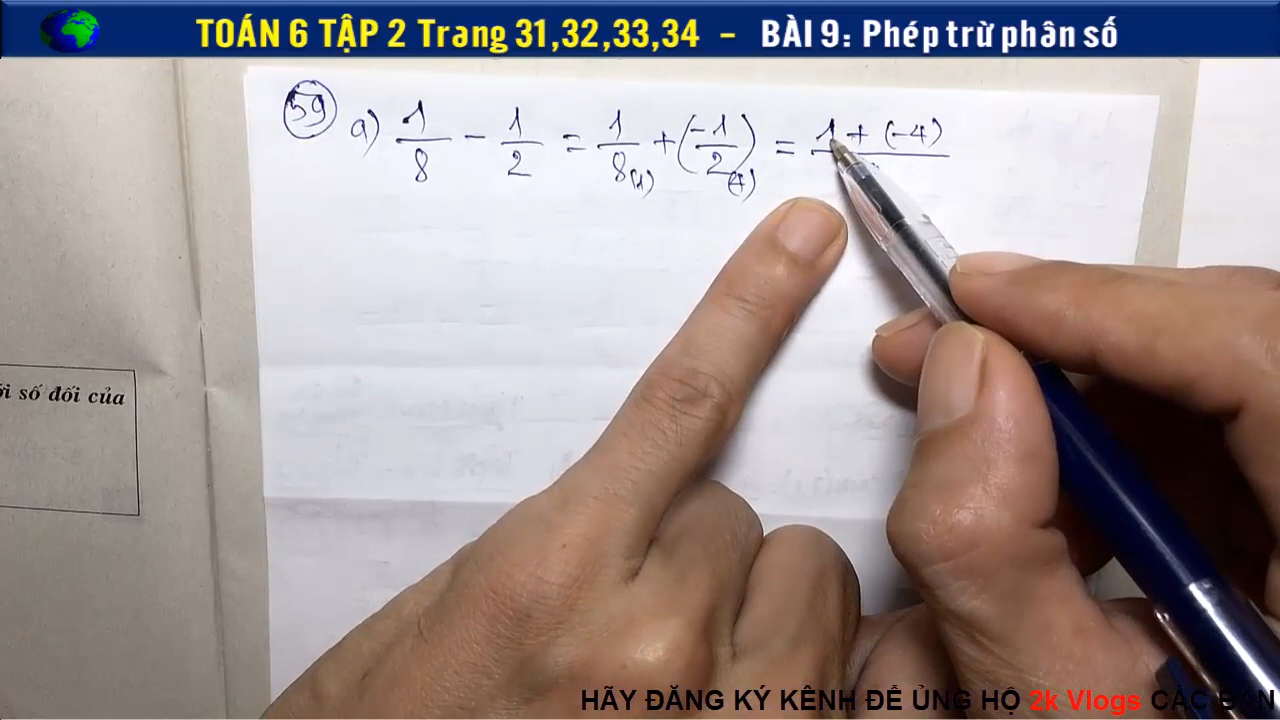 TOÁN 6 TẬP 2 Trang 31,32,33,34 – BÀI 9: Phép trừ phân số
59 a) 1/8 - 1/2 = 1/8(1) + (-1/2(4)) = 1 + (-4)
số đối của
HÃY ĐĂNG KÝ KÊNH ĐỂ ỦNG HỘ 2k Vlogs CÁC BẠN